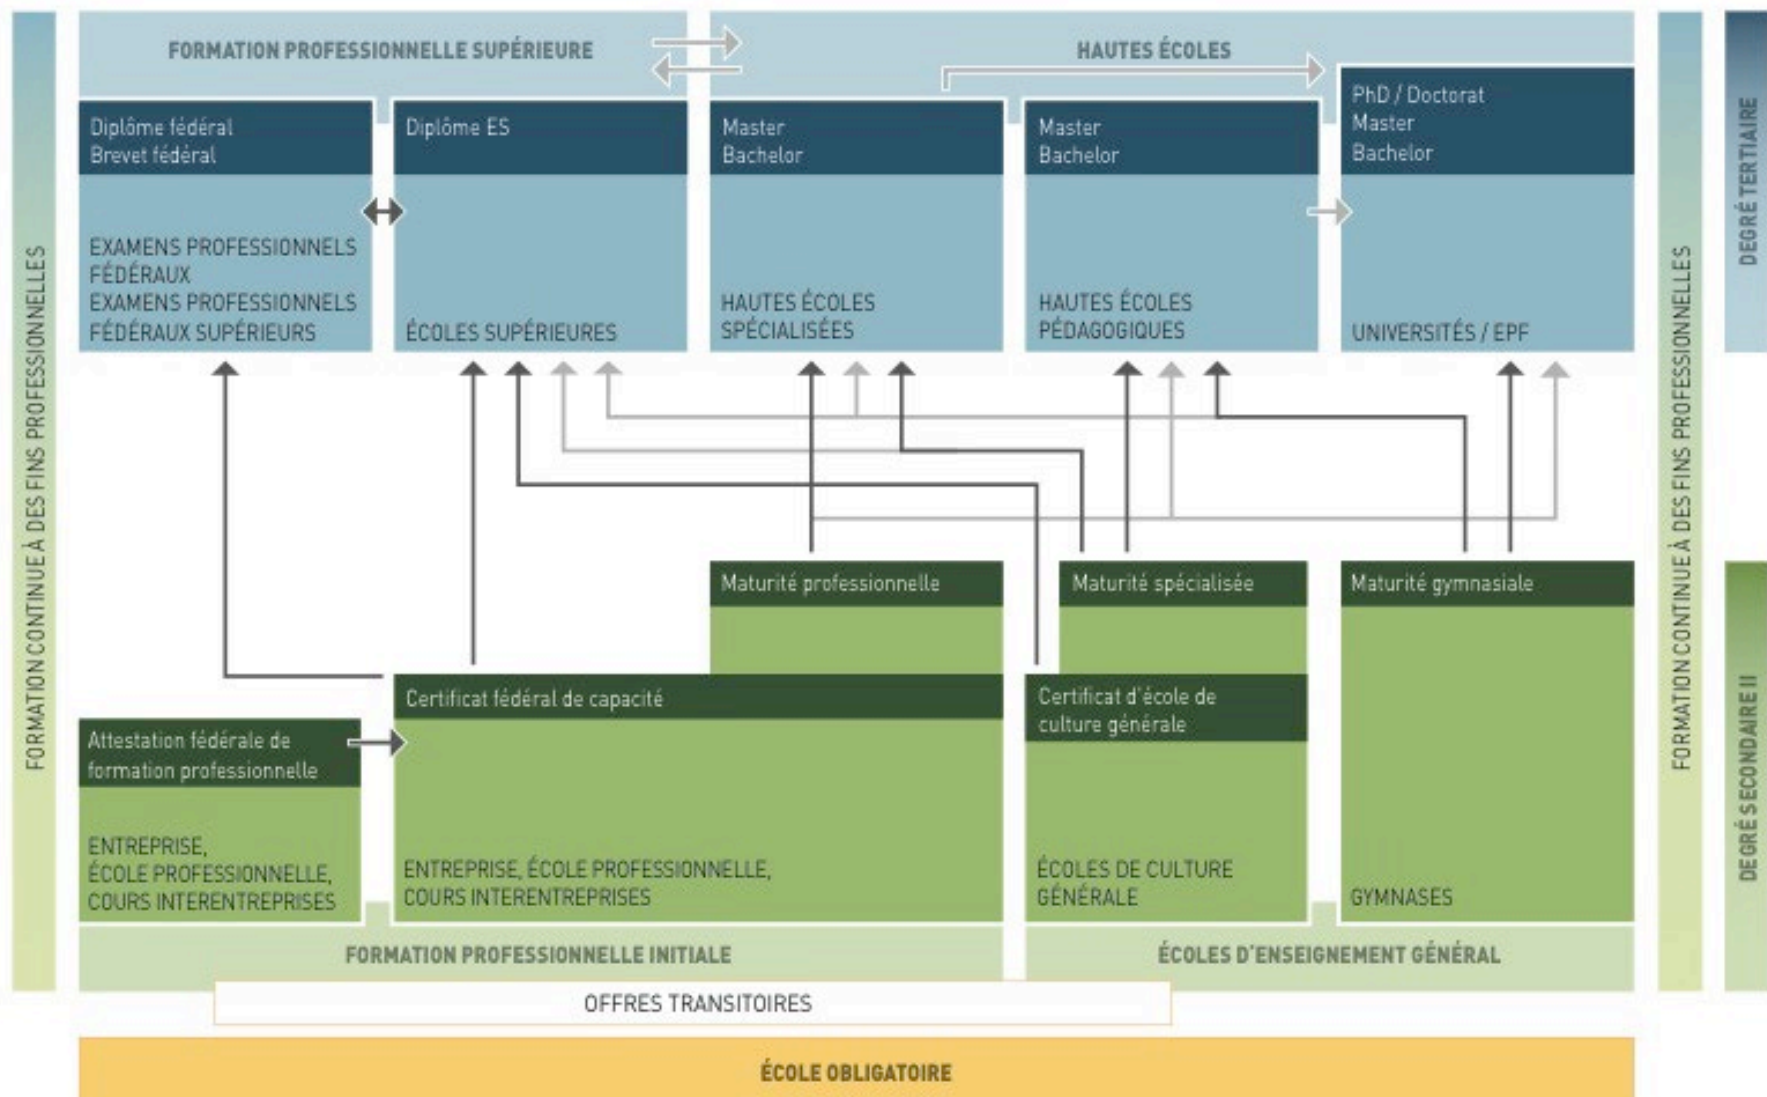 FORMATION CONTINUE À DES FINS PROFESSIONNELLES
FORMATION PROFESSIONNELLE SUPÉRIEURE
HAUTES ÉCOLES
Diplôme fédéral
Brevet fédéral
EXAMENS PROFESSIONNELS
FÉDÉRAUX
EXAMENS PROFESSIONNELS
FÉDÉRAUX SUPÉRIEURS
Diplôme ES
ÉCOLES SUPÉRIEURES
Master
Bachelor
HAUTES ÉCOLES
SPÉCIALISÉES
Master
Bachelor
HAUTES ÉCOLES
PÉDAGOGIQUES
PhD / Doctorat
Master
Bachelor
UNIVERSITÉS / EPF
FORMATION CONTINUE À DES FINS PROFESSIONNELLES
DEGRÉ TERTIAIRE
Maturité professionnelle
Maturité spécialisée
Maturité gymnasiale
Certificat fédéral de capacité
Certificat d'école de
culture générale
Attestation fédérale de
formation professionnelle
ENTREPRISE,
ÉCOLE PROFESSIONNELLE,
COURS INTERENTREPRISES
ENTREPRISE, ÉCOLE PROFESSIONNELLE,
COURS INTERENTREPRISES
ÉCOLES DE CULTURE
GÉNÉRALE
GYMNASES
DEGRÉ SECONDAIRE II
FORMATION PROFESSIONNELLE INITIALE
ÉCOLES D'ENSEIGNEMENT GÉNÉRAL
OFFRES TRANSITOIRES
ÉCOLE OBLIGATOIRE